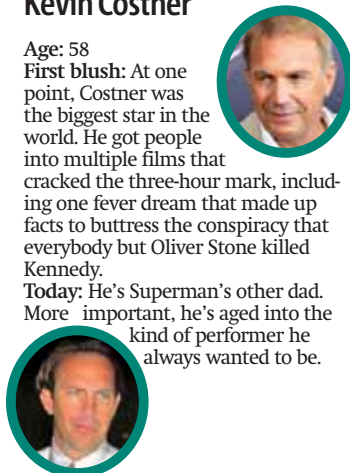 Kevin Costner
Age: 58
First blush: At one
point, Costner was
the biggest star in the
world. He got people
into multiple films that
cracked the three-hour mark, includ-
ing one fever dream that made up
facts to buttress the conspiracy that
everybody but Oliver Stone killed
Kennedy.
Today: He’s Superman’s other dad.
More important, he’s aged into the
kind of performer he
always wanted to be.